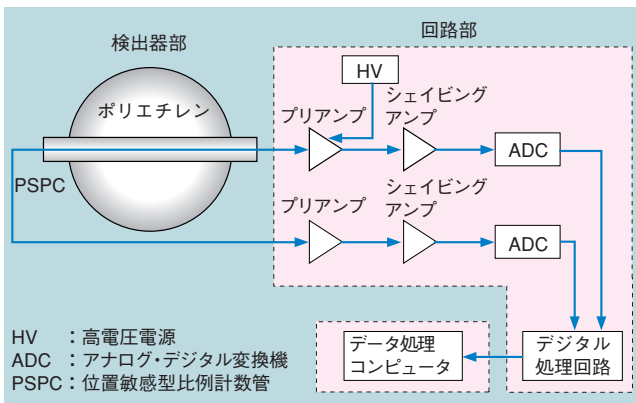 検出器部
回路部
HV
ポリエチレン
プリアンプ
シェイビング
アンプ
ADC
PSPC
プリアンプ
シェイビング
アンプ
ADC
HV :高電圧電源
ADC :アナログ・デジタル変換機
PSPC:位置敏感型比例計数管
データ処理
コンピュータ
デジタル
処理回路